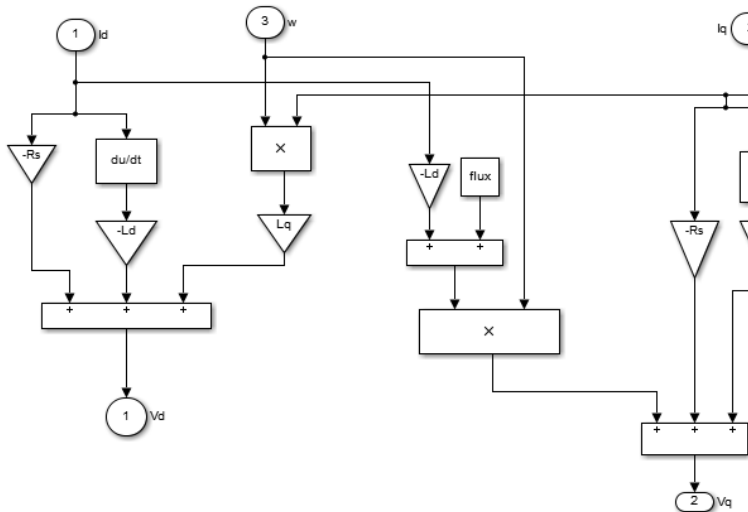 1 Id
3 w
Iq
-Rs
du/dt
×
-Ld
flux
-Ld
Lq
-Rs
+ +
+ + +
×
1 Vd
+ + +
2 Vq